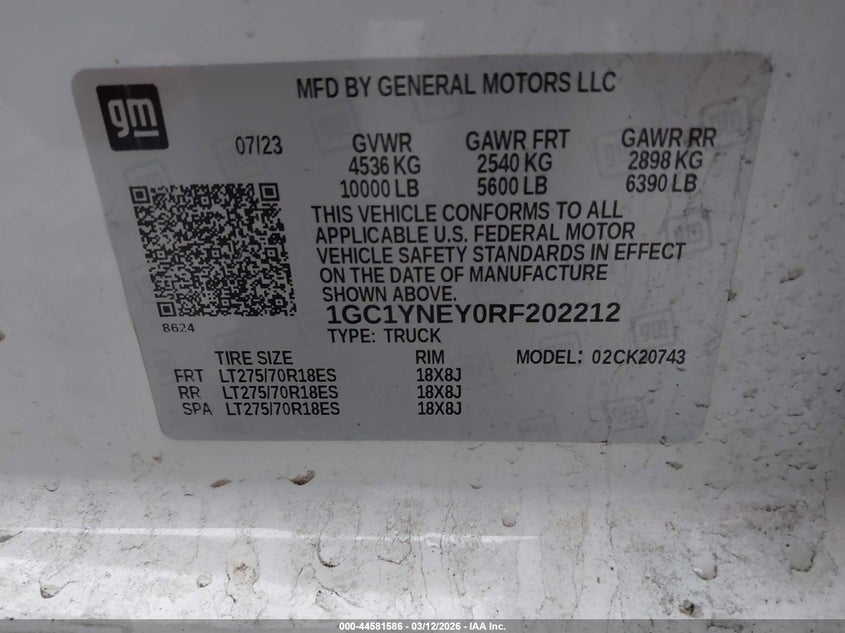 MFD BY GENERAL MOTORS LLC
gm
07/23 GVWR GAWR FRT GAWR RR
4536 KG 2540 KG 2898 KG
10000 LB 5600 LB 6390 LB
THIS VEHICLE CONFORMS TO ALL
APPLICABLE U.S. FEDERAL MOTOR
VEHICLE SAFETY STANDARDS IN EFFECT
ON THE DATE OF MANUFACTURE
SHOWN ABOVE.
1GC1YNEY0RF202212
8624
TYPE: TRUCK
TIRE SIZE RIM MODEL: 02CK20743
FRT LT275/70R18ES 18X8J
RR LT275/70R18ES 18X8J
SPA LT275/70R18ES 18X8J
000-44581586 - 03/12/2026 - IAA Inc.